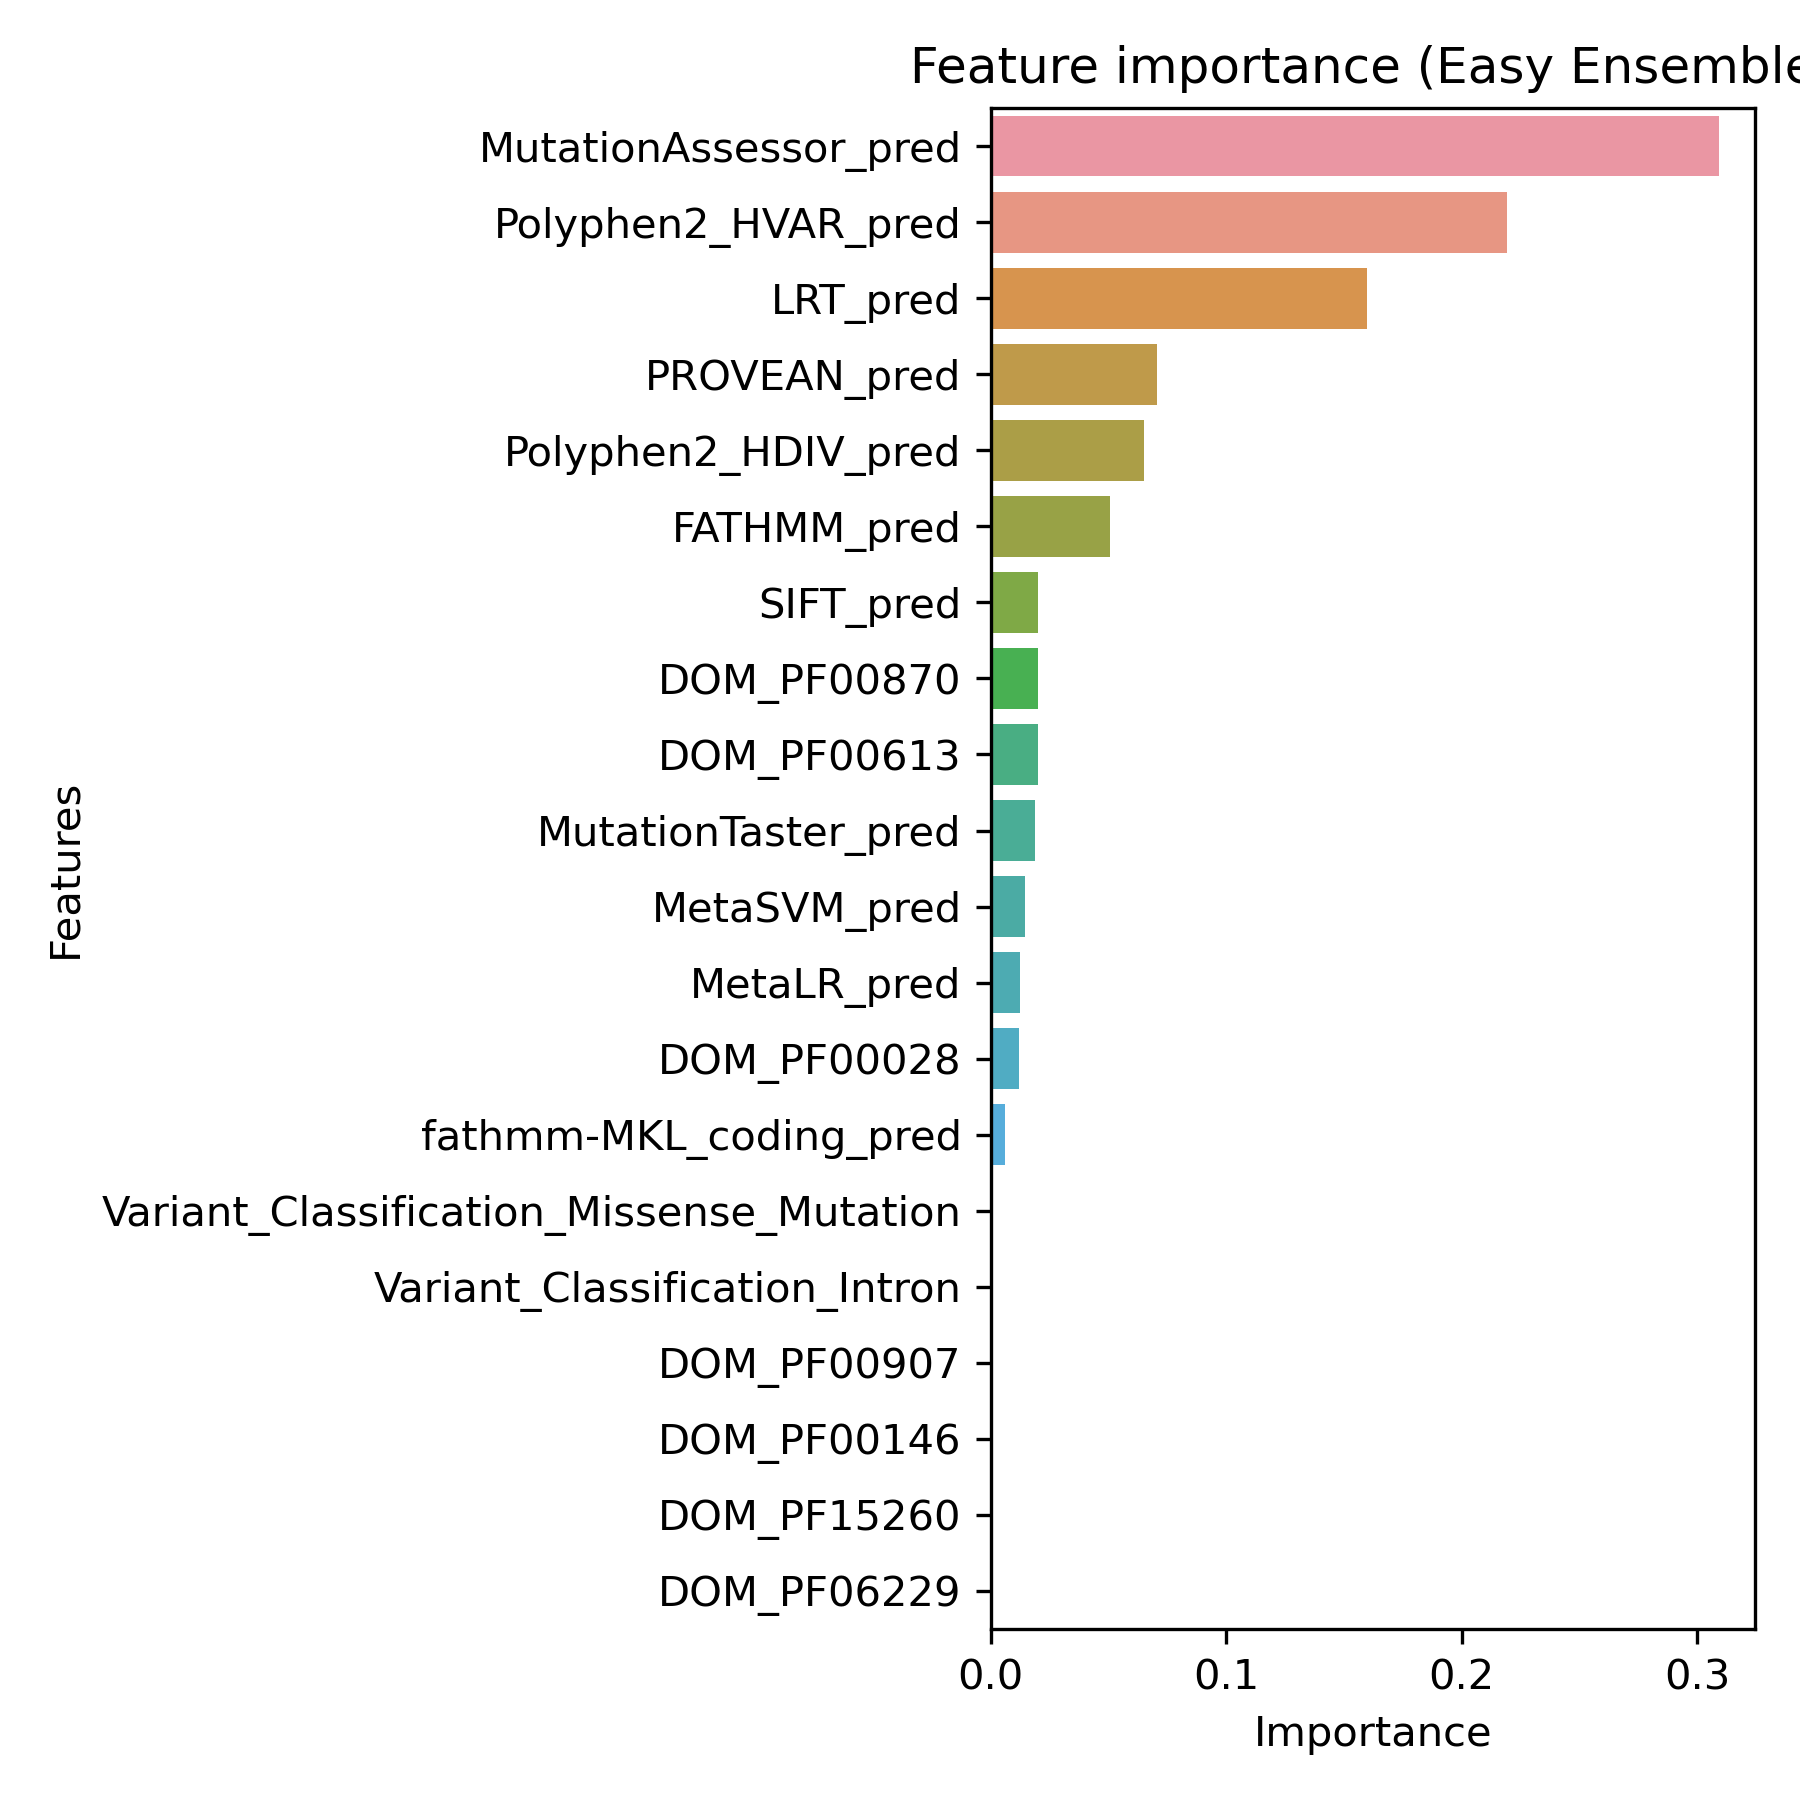 Feature importance (Easy Ensemble
MutationAssessor_pred
Polyphen2_HVAR_pred
LRT_pred
PROVEAN_pred
Polyphen2_HDIV_pred
FATHMM_pred
SIFT_pred
DOM_PF00870
DOM_PF00613
MutationTaster_pred
MetaSVM_pred
MetaLR_pred
DOM_PF00028
fathmm-MKL_coding_pred
Variant_Classification_Missense_Mutation
Variant_Classification_Intron
DOM_PF00907
DOM_PF00146
DOM_PF15260
DOM_PF06229
Features
0.0 0.1 0.2 0.3
Importance